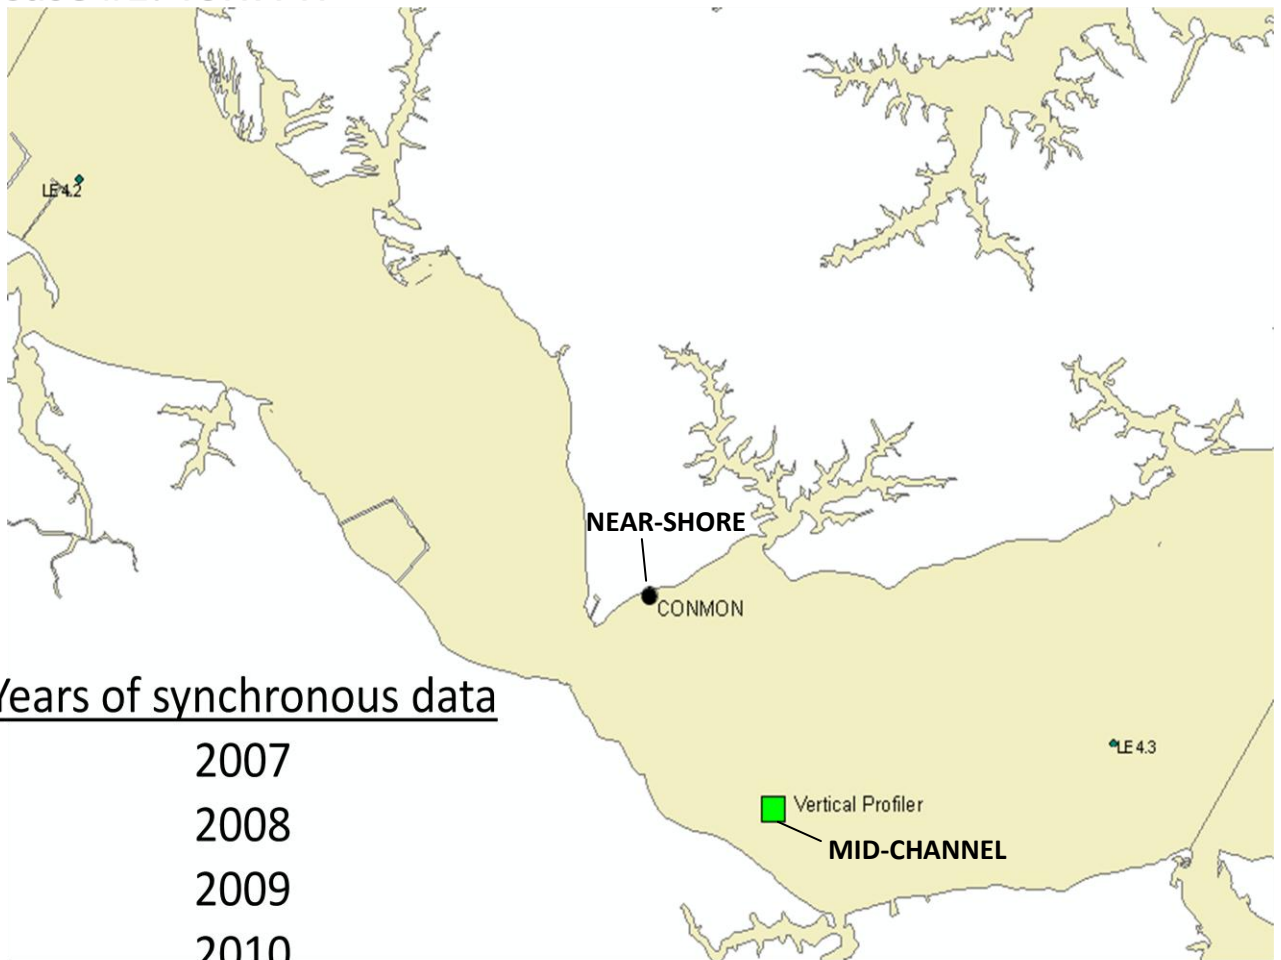 LE 4.2
NEAR-SHORE
CONMON
Years of synchronous data
2007
LE 4.3
Vertical Profiler
2008
MID-CHANNEL
2009
2010